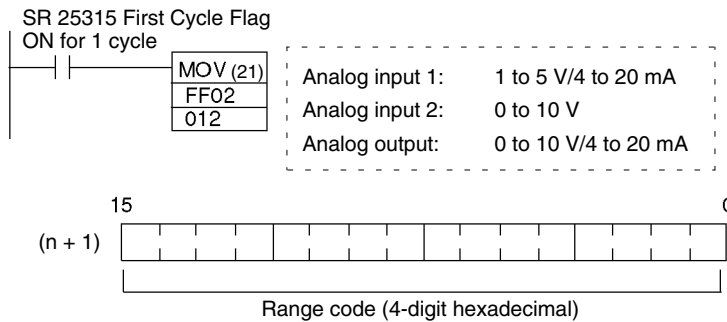 SR 25315 First Cycle Flag
ON for 1 cycle
MOV (21)
FF02
012
Analog input 1: 1 to 5 V/4 to 20 mA
Analog input 2: 0 to 10 V
Analog output: 0 to 10 V/4 to 20 mA
15 0
(n + 1)
Range code (4-digit hexadecimal)